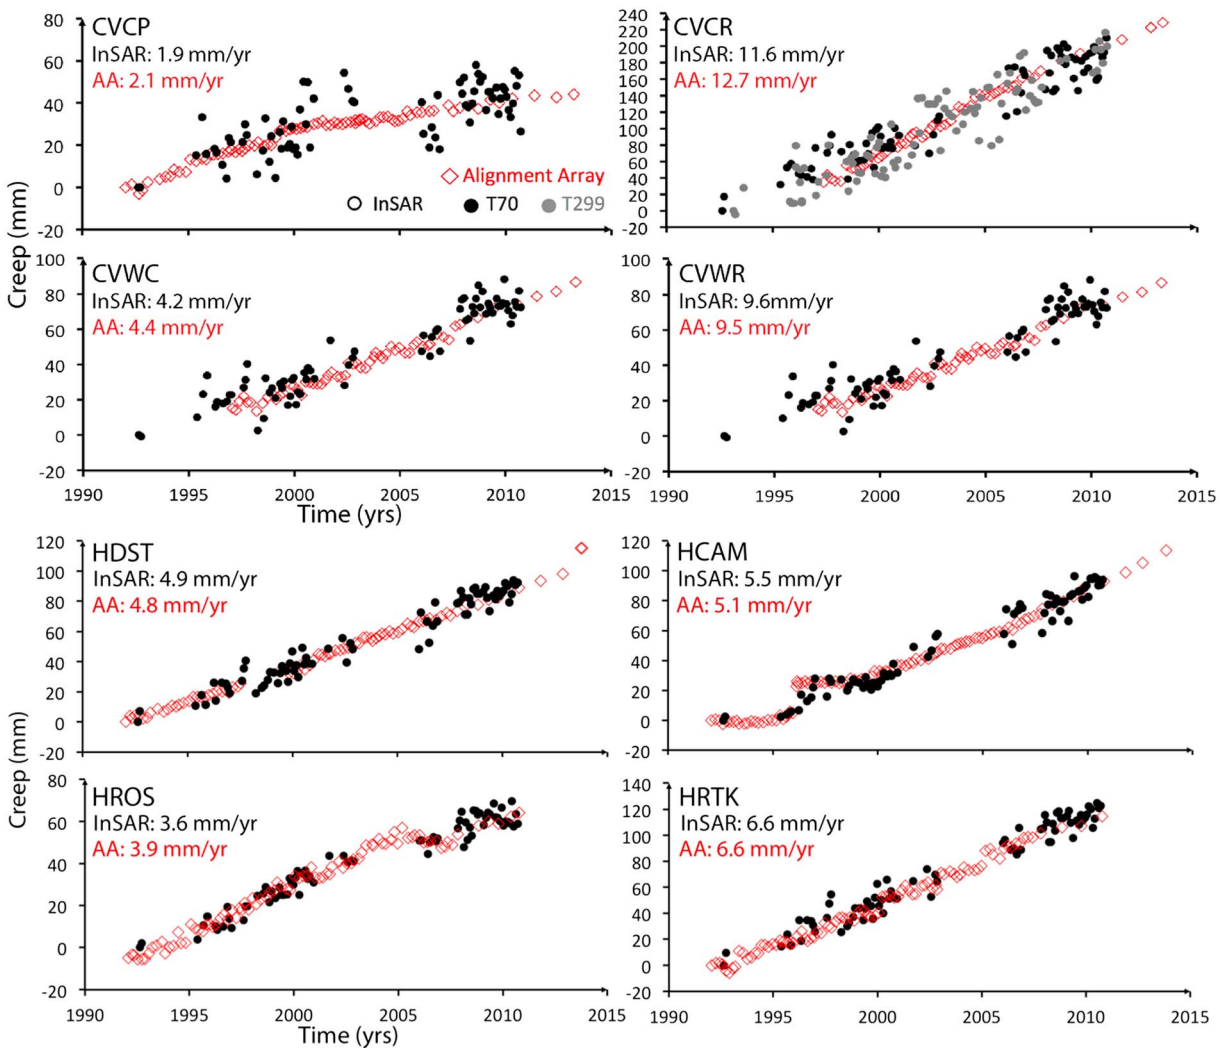 CVCP
InSAR: 1.9 mm/yr
AA: 2.1 mm/yr
80
60
40
20
0
-20
Alignment Array
InSAR T70 T299
CVCR
InSAR: 11.6 mm/yr
AA: 12.7 mm/yr
240
220
200
180
160
140
120
100
80
60
40
20
0
-20
Creep (mm)
CVWC
InSAR: 4.2 mm/yr
AA: 4.4 mm/yr
100
80
60
40
20
0
-20
1990 1995 2000 2005 2010 2015
Time (yrs)
CVWR
InSAR: 9.6mm/yr
AA: 9.5 mm/yr
100
80
60
40
20
0
-20
1990 1995 2000 2005 2010 2015
HDST
InSAR: 4.9 mm/yr
AA: 4.8 mm/yr
120
100
80
60
40
20
0
-20
HCAM
InSAR: 5.5 mm/yr
AA: 5.1 mm/yr
120
100
80
60
40
20
0
-20
Creep (mm)
HROS
InSAR: 3.6 mm/yr
AA: 3.9 mm/yr
80
60
40
20
0
-20
1990 1995 2000 2005 2010 2015
Time (yrs)
HRTK
InSAR: 6.6 mm/yr
AA: 6.6 mm/yr
140
120
100
80
60
40
20
0
-20
1990 1995 2000 2005 2010 2015